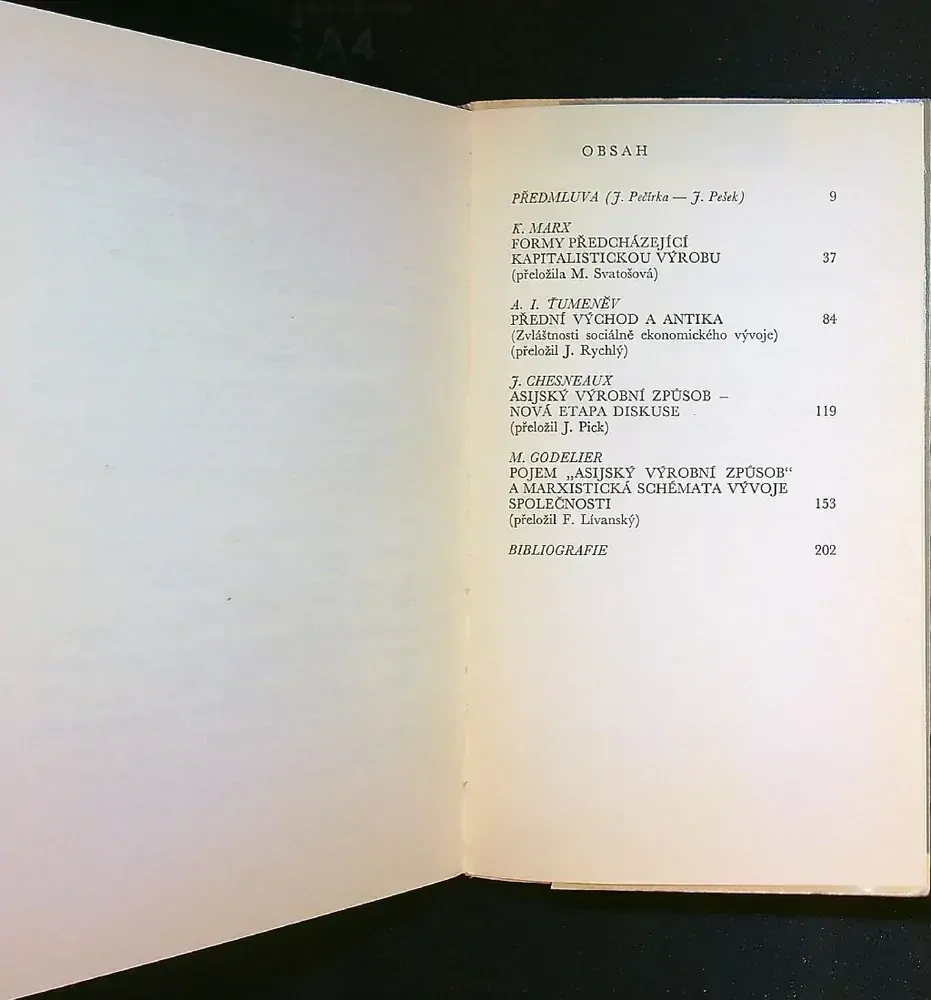 A4
OBSAH
PŘEDMLUVA (J. Pečírka — J. Pešek) 9
K. MARX
FORMY PŘEDCHÁZEJÍCÍ
KAPITALISTICKOU VÝROBU 37
(přeložila M. Svatošová)
A. I. ŤUMENĚV
PŘEDNÍ VÝCHOD A ANTIKA 84
(Zvláštnosti sociálně ekonomického vývoje)
(přeložil J. Rychlý)
J. CHESNEAUX
ASIJSKÝ VÝROBNÍ ZPŮSOB –
NOVÁ ETAPA DISKUSE 119
(přeložil J. Pick)
M. GODELIER
POJEM „ASIJSKÝ VÝROBNÍ ZPŮSOB“
A MARXISTICKÁ SCHÉMATA VÝVOJE
SPOLEČNOSTI 153
(přeložil F. Lívanský)
BIBLIOGRAFIE 202